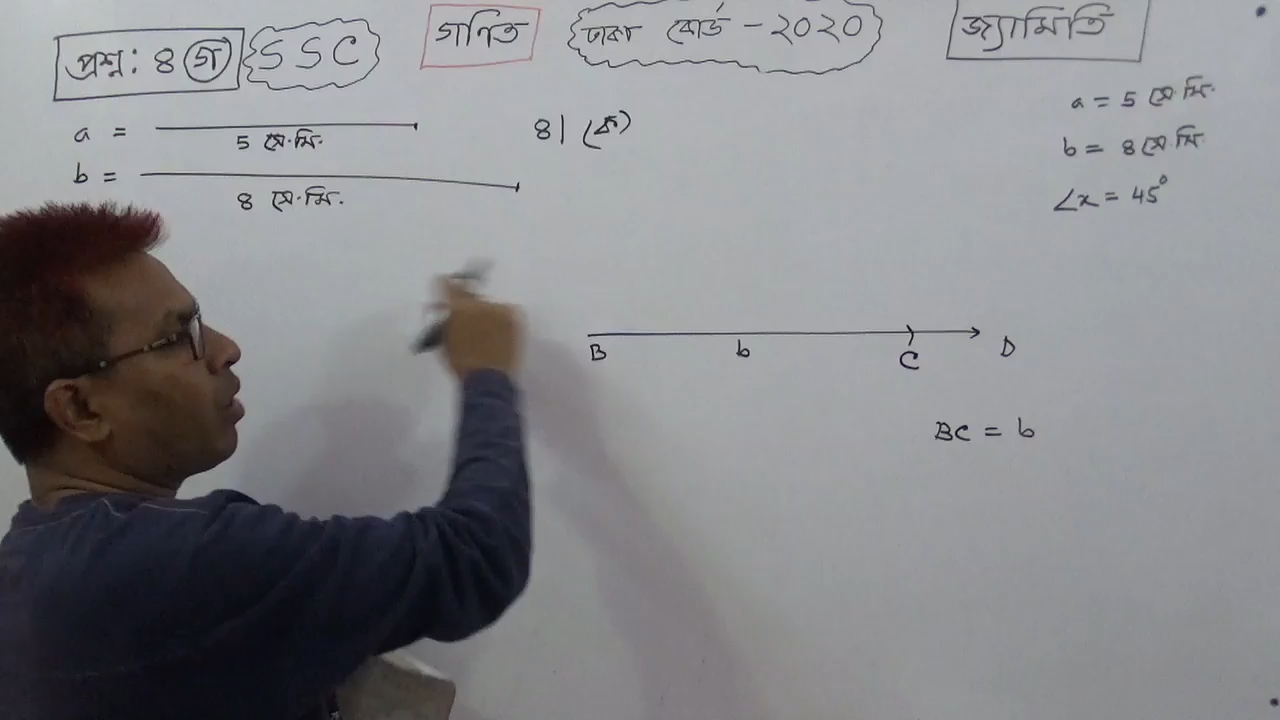 প্রশ্ন: ৪ গ SSC গণিত ঢাকা বোর্ড - ২০২০ জ্যামিতি
a =
5 সে.মি.
b =
৪ সে.মি.
৪| (ক)
a = 5 সে.মি.
b = 8 সে.মি
∠x = 45°
B b C D
BC = b